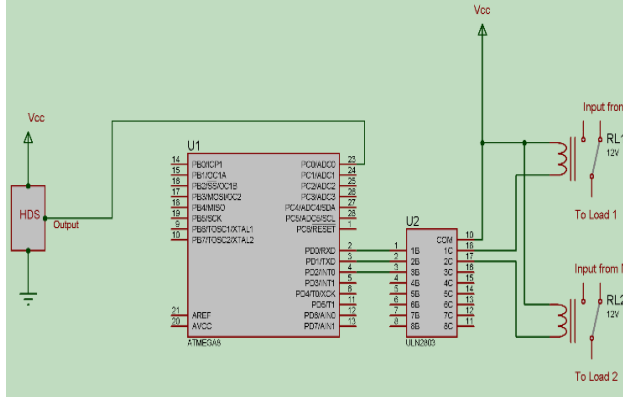 Vcc
Vcc
HDS
Output
U1
14 PB0/ICP1
15 PB1/OC1A
16 PB2/SS/OC1B
17 PB3/MOSI/OC2
18 PB4/MISO
19 PB5/SCK
9 PB6/TOSC1/XTAL1
10 PB7/TOSC2/XTAL2
21 AREF
20 AVCC
PC0/ADC0 23
PC1/ADC1 24
PC2/ADC2 25
PC3/ADC3 26
PC4/ADC4/SDA 27
PC5/ADC5/SCL 28
PC6/RESET 1
PD0/RXD 2
PD1/TXD 3
PD2/INT0 4
PD3/INT1 5
PD4/T0/XCK 6
PD5/T1 11
PD6/AIN0 12
PD7/AIN1 13
ATMEGA8
U2
COM 10
1 1B 1C 18
2 2B 2C 17
3 3B 3C 16
4 4B 4C 15
5 5B 5C 14
6 6B 6C 13
7 7B 7C 12
8 8B 8C 11
ULN2803
Input from
RL1
12V
To Load 1
Input from
RL2
12V
To Load 2